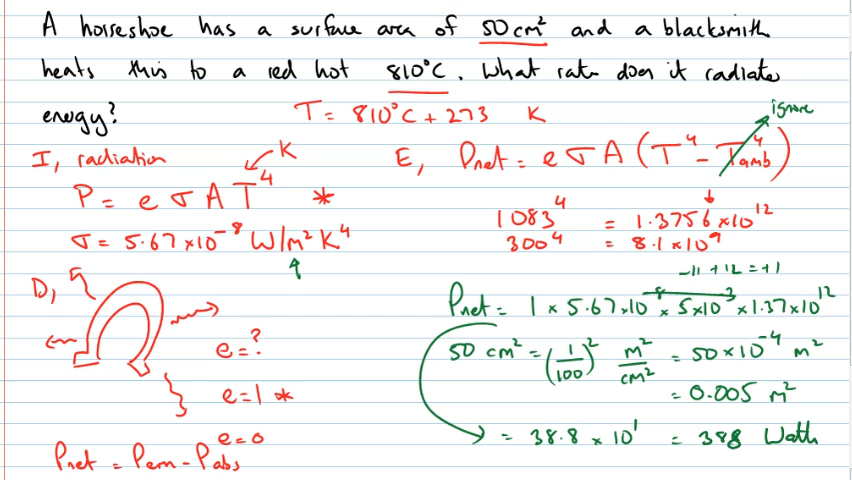 A horseshoe has a surface area of 50 cm² and a blacksmith
heats this to a red hot 810°C. What rate does it radiate
energy?
T = 810°C + 273 K
ignore
I, radiation
K
P = e σ A T⁴ *
σ = 5.67 × 10⁻⁸ W/m² K⁴
E, Pnet = e σ A (T⁴ - Tamb⁴)
1083⁴ = 1.3756 × 10¹²
300⁴ = 8.1 × 10⁹
D,
e = ?
e = 1 *
e = 0
Pnet = Pem - Pabs
-11 + 12 = +1
Pnet = 1 × 5.67 × 10⁻⁸ × 5 × 10⁻³ × 1.37 × 10¹²
50 cm² = (1/100)² m²/cm² = 50 × 10⁻⁴ m²
= 0.005 m²
= 38.8 × 10¹ = 388 Watts